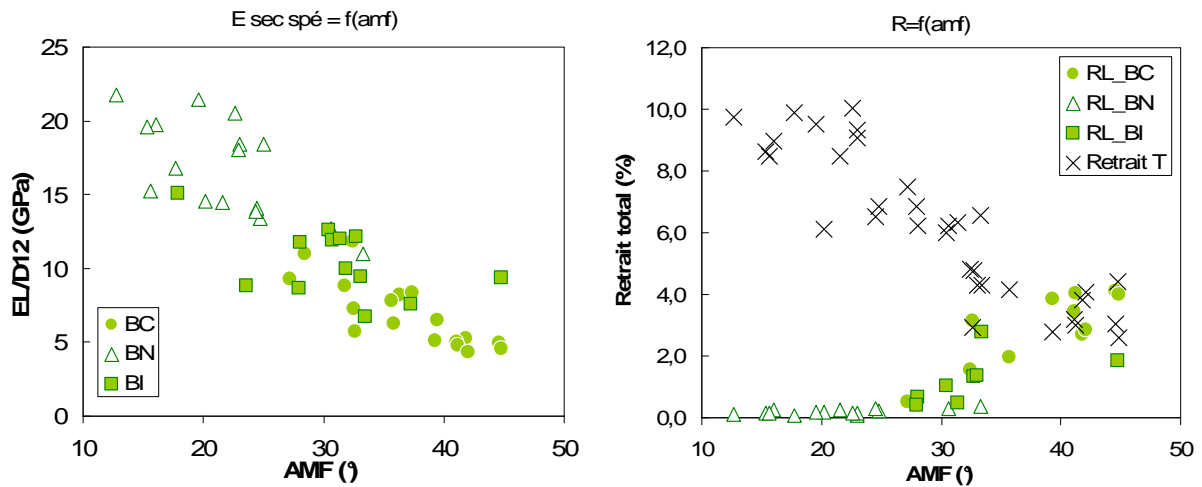 E sec spé = f(amf)
25
20
15
10
5
0
EL/D12 (GPa)
BC
BN
BI
10 20 30 40 50
AMF (°)
R=f(amf)
12,0
10,0
8,0
6,0
4,0
2,0
0,0
Retrait total (%)
RL_BC
RL_BN
RL_BI
Retrait T
10 20 30 40 50
AMF (°)